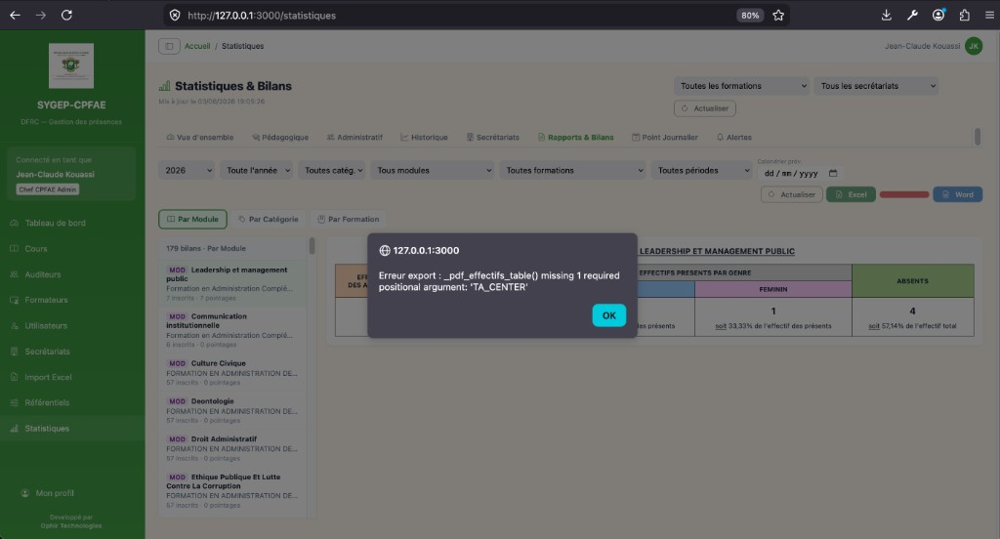 http://127.0.0.1:3000/statistiques
80%
SYGEP-CPFAE
DFRC — Gestion des présences
Connecté en tant que
Jean-Claude Kouassi
Chef CPFAE Admin
Tableau de bord
Cours
Auditeurs
Formateurs
Utilisateurs
Secrétariats
Import Excel
Référentiels
Statistiques
Mon profil
Développé par
Ophir Technologies
Accueil / Statistiques
Jean-Claude Kouassi JK
Statistiques & Bilans
Mis à jour le 03/06/2026 19:05:26
Toutes les formations
Tous les secrétariats
Actualiser
Vue d'ensemble
Pédagogique
Administratif
Historique
Secrétariats
Rapports & Bilans
Point Journalier
Alertes
2026
Toute l'année
Toutes catég.
Tous modules
Toutes formations
Toutes périodes
Calendrier préc.
dd / mm / yyyy
Actualiser
Excel
Word
Par Module
Par Catégorie
Par Formation
179 bilans · Par Module
MOD Leadership et management
public
Formation en Administration Complé...
7 inscrits · 7 pointages
MOD Communication
institutionnelle
Formation en Administration Complé...
6 inscrits · 0 pointages
MOD Culture Civique
FORMATION EN ADMINISTRATION DE...
57 inscrits · 0 pointages
MOD Deontologie
FORMATION EN ADMINISTRATION DE...
57 inscrits · 0 pointages
MOD Droit Administratif
FORMATION EN ADMINISTRATION DE...
57 inscrits · 0 pointages
MOD Ethique Publique Et Lutte
Contre La Corruption
FORMATION EN ADMINISTRATION DE...
57 inscrits · 0 pointages
LEADERSHIP ET MANAGEMENT PUBLIC
EFFECTIFS PRESENTS PAR GENRE
FEMININ
ABSENTS
1
soit 33,33% de l'effectif des présents
4
soit 57,14% de l'effectif total
127.0.0.1:3000
Erreur export : _pdf_effectifs_table() missing 1 required
positional argument: 'TA_CENTER'
OK